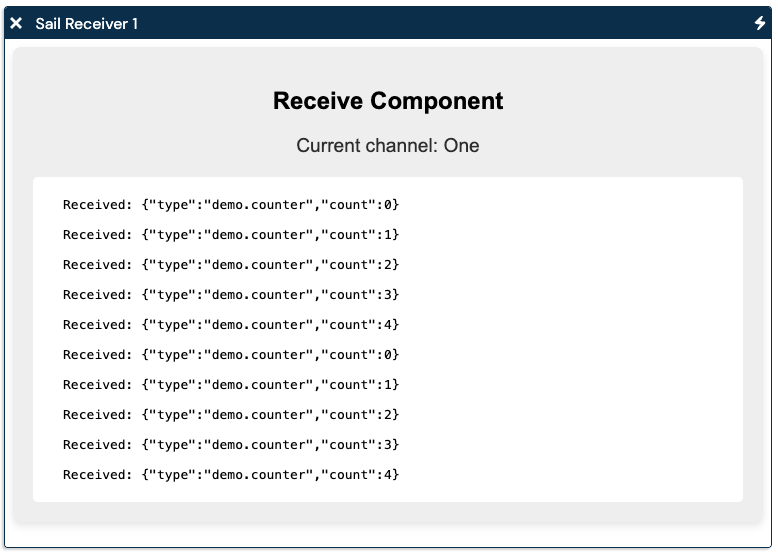 Sail Receiver 1
Receive Component
Current channel: One
Received: {"type":"demo.counter","count":0}
Received: {"type":"demo.counter","count":1}
Received: {"type":"demo.counter","count":2}
Received: {"type":"demo.counter","count":3}
Received: {"type":"demo.counter","count":4}
Received: {"type":"demo.counter","count":0}
Received: {"type":"demo.counter","count":1}
Received: {"type":"demo.counter","count":2}
Received: {"type":"demo.counter","count":3}
Received: {"type":"demo.counter","count":4}